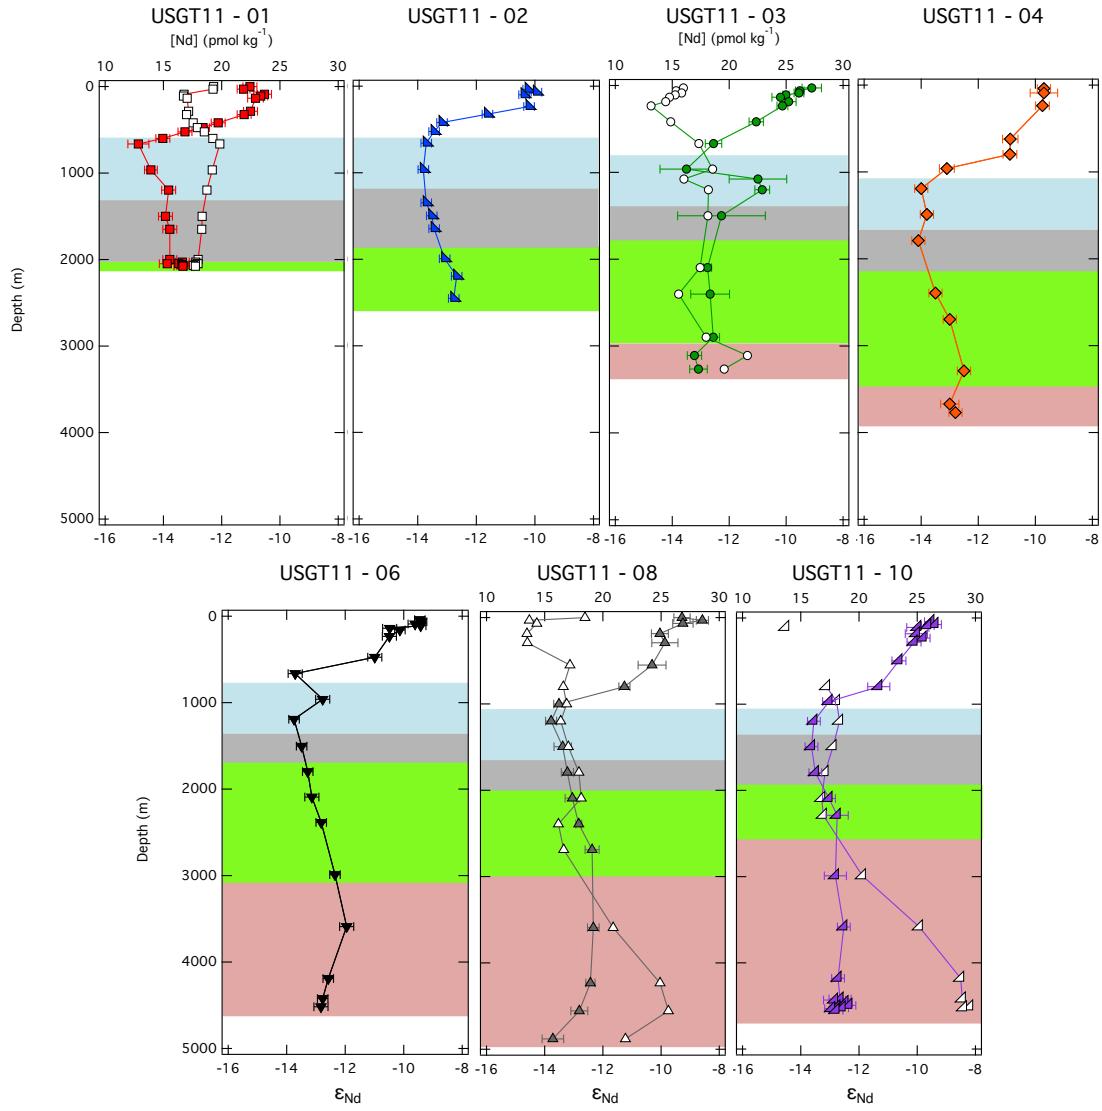 USGT11 - 01 USGT11 - 02 USGT11 - 03 USGT11 - 04
[Nd] (pmol kg⁻¹) [Nd] (pmol kg⁻¹)
10 15 20 25 30 10 15 20 25 30
0
1000
2000
3000
4000
5000
Depth (m)
-16 -14 -12 -10 -8 -16 -14 -12 -10 -8 -16 -14 -12 -10 -8 -16 -14 -12 -10 -8
USGT11 - 06 USGT11 - 08 USGT11 - 10
10 15 20 25 30 10 15 20 25 30
0
1000
2000
3000
4000
5000
Depth (m)
-16 -14 -12 -10 -8 -16 -14 -12 -10 -8 -16 -14 -12 -10 -8
εNd εNd εNd